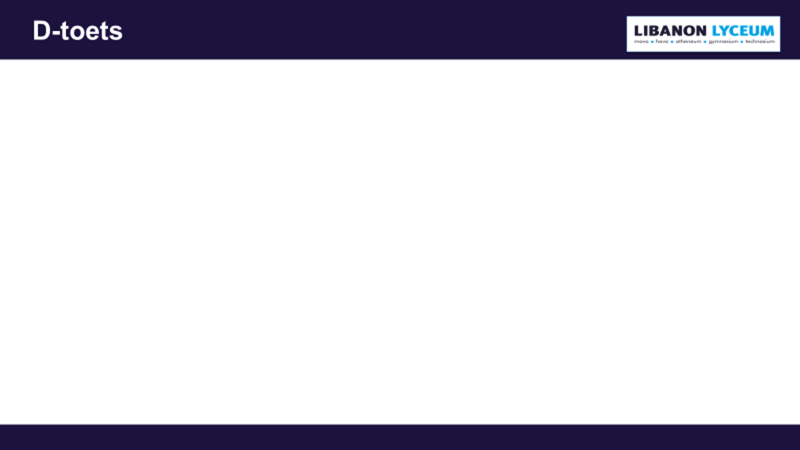 D-toets
LIBANON LYCEUM
mavo • havo • atheneum • gymnasium • technasium